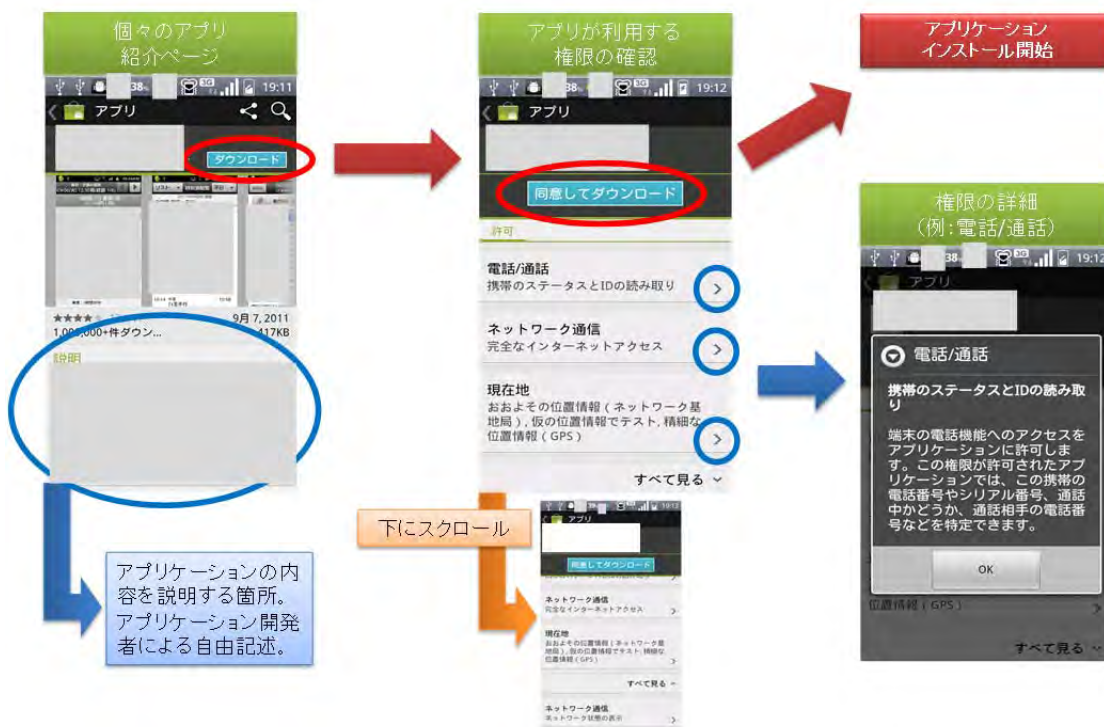 個々のアプリ
紹介ページ
38
3G
19:11
アプリ
ダウンロード
★★★★
9月 7, 2011
1,000,000+件ダウン...
417KB
説明
アプリケーションの内
容を説明する箇所。
アプリケーション開発
者による自由記述。
アプリが利用する
権限の確認
38%
3G
19:12
アプリ
同意してダウンロード
許可
電話/通話
携帯のステータスとIDの読み取り
ネットワーク通信
完全なインターネットアクセス
現在地
おおよその位置情報(ネットワーク基
地局), 仮の位置情報でテスト, 精細な
位置情報(GPS)
すべて見る
下にスクロール
19:12
アプリ
同意してダウンロード
ネットワーク通信
完全なインターネットアクセス
現在地
おおよその位置情報(ネットワーク基
地局), 仮の位置情報でテスト, 精細な
位置情報(GPS)
すべて見る
ネットワーク通信
ネットワーク状態の表示
アプリケーション
インストール開始
権限の詳細
(例:電話/通話)
38
3G
19:12
アプリ
電話/通話
携帯のステータスとIDの読み取
り
端末の電話機能へのアクセスを
アプリケーションに許可しま
す。この権限が許可されたアプ
リケーションでは、この携帯の
電話番号やシリアル番号、通話
中かどうか、通話相手の電話番
号などを特定できます。
OK
位置情報(GPS)
すべて見る